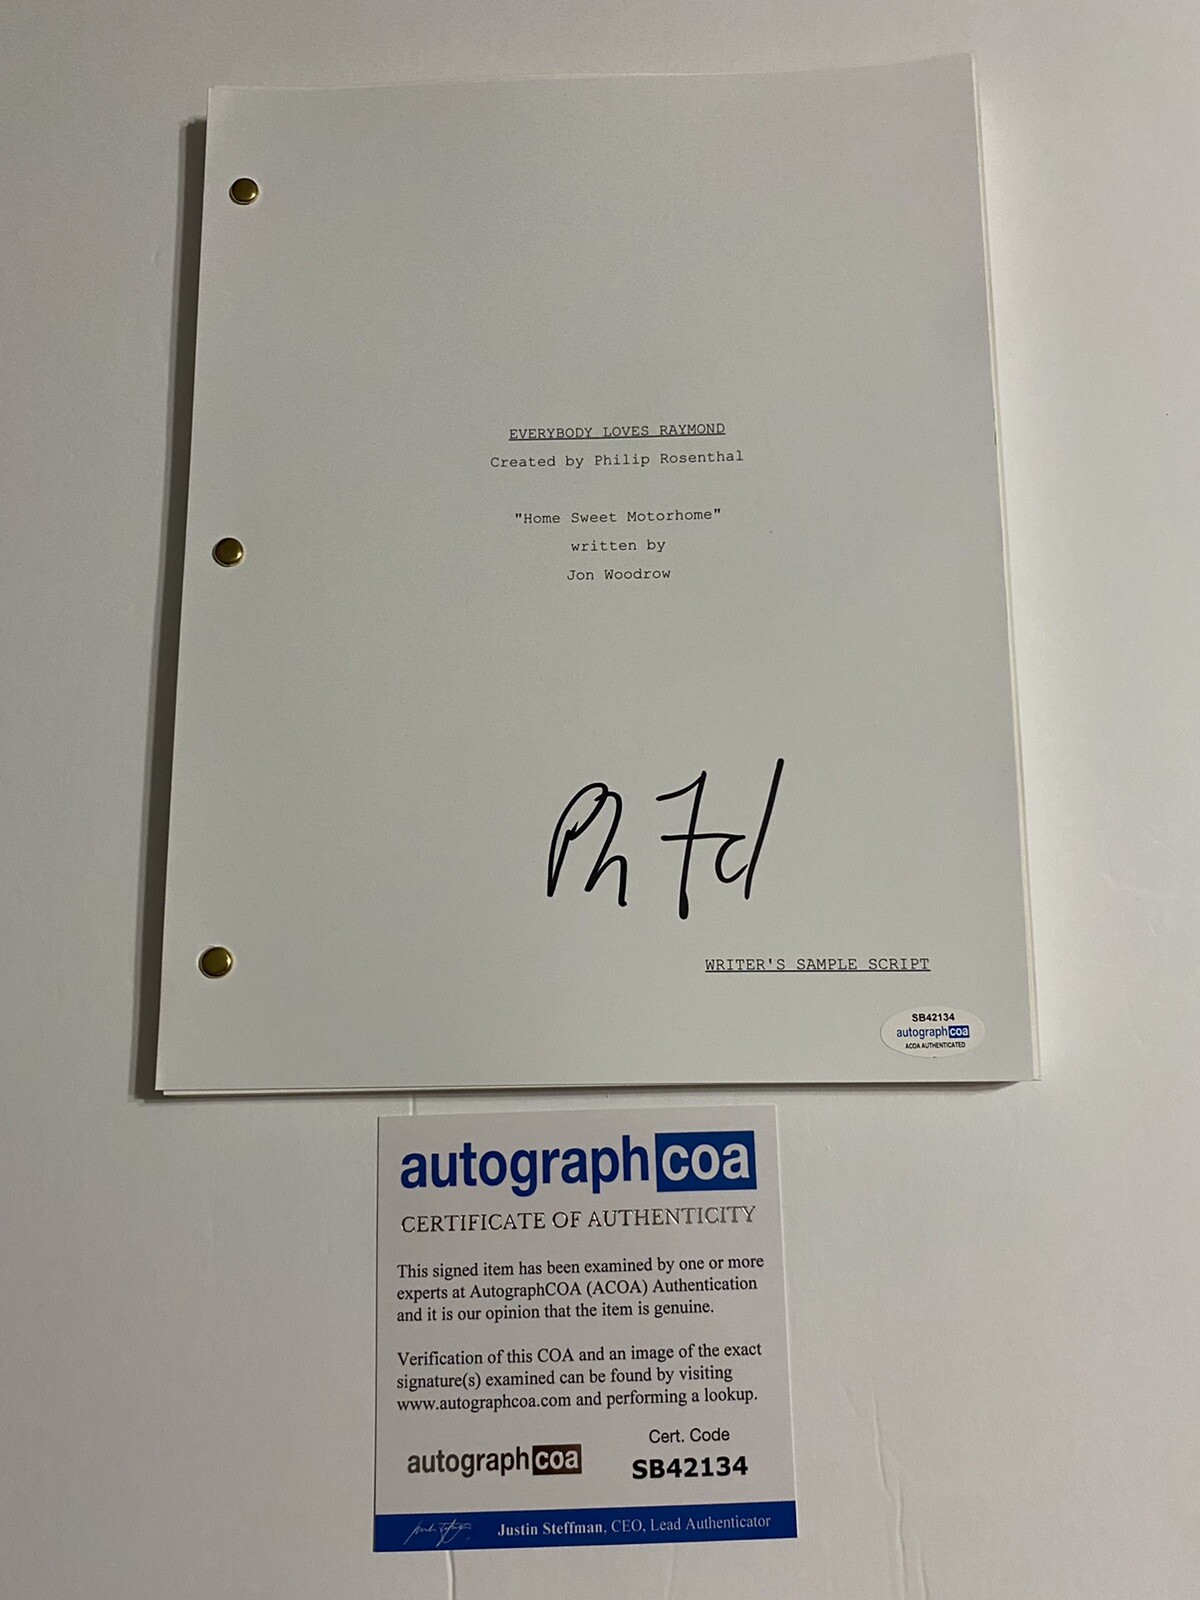 EVERYBODY LOVES RAYMOND
Created by Philip Rosenthal
"Home Sweet Motorhome"
written by
Jon Woodrow
WRITER'S SAMPLE SCRIPT
SB42134
autographcoa
ACOA AUTHENTICATED
autographcoa
CERTIFICATE OF AUTHENTICITY
This signed item has been examined by one or more
experts at AutographCOA (ACOA) Authentication
and it is our opinion that the item is genuine.
Verification of this COA and an image of the exact
signature(s) examined can be found by visiting
www.autographcoa.com and performing a lookup.
autographcoa
Cert. Code
SB42134
Justin Steffman, CEO, Lead Authenticator